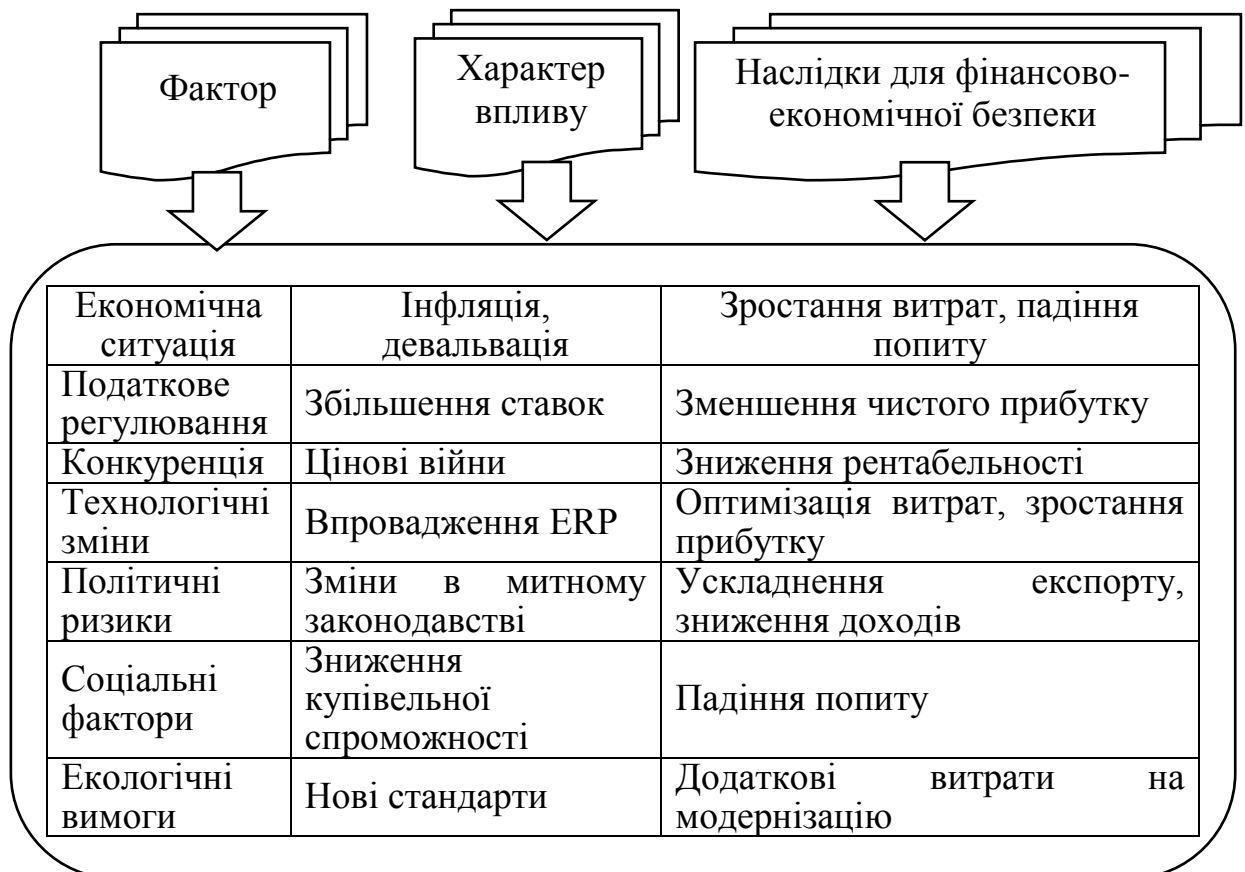 Фактор
Характер
впливу
Наслідки для фінансово-
економічної безпеки
Економічна
ситуація
Інфляція,
девальвація
Зростання витрат, падіння
попиту
Податкове
регулювання
Збільшення ставок
Зменшення чистого прибутку
Конкуренція
Цінові війни
Зниження рентабельності
Технологічні
зміни
Впровадження ERP
Оптимізація витрат, зростання
прибутку
Політичні
ризики
Зміни в митному
законодавстві
Ускладнення експорту,
зниження доходів
Соціальні
фактори
Зниження
купівельної
спроможності
Падіння попиту
Екологічні
вимоги
Нові стандарти
Додаткові витрати на
модернізацію